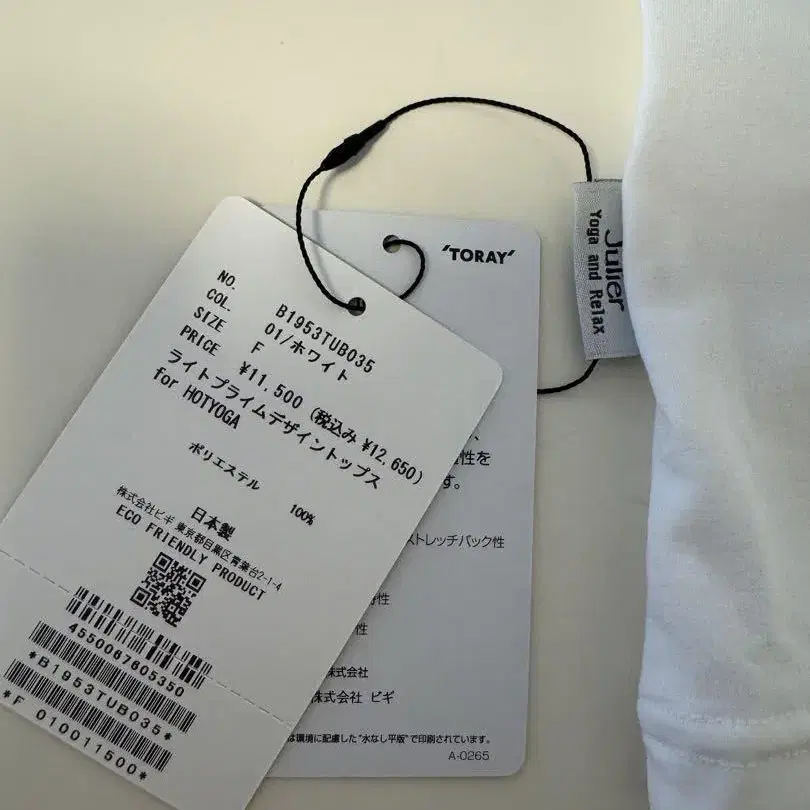 NO. B1953TUB035
COL. 01/ホワイト
SIZE F
PRICE ¥11,500 (税込み ¥12,650)
ライトプライムデザイントップス
for HOTYOGA
ポリエステル 100%
日本製
株式会社ビギ 東京都目黒区青葉台2-1-4
ECO FRIENDLY PRODUCT
4550067605350
*B1953TUB035*
*F 010011500*
'TORAY'
性を
す。
ストレッチバック性
性
性
株式会社
株式会社 ビギ
は環境に配慮した"水なし平版"で印刷されています。
A-0265
Julier
Yoga and Relax